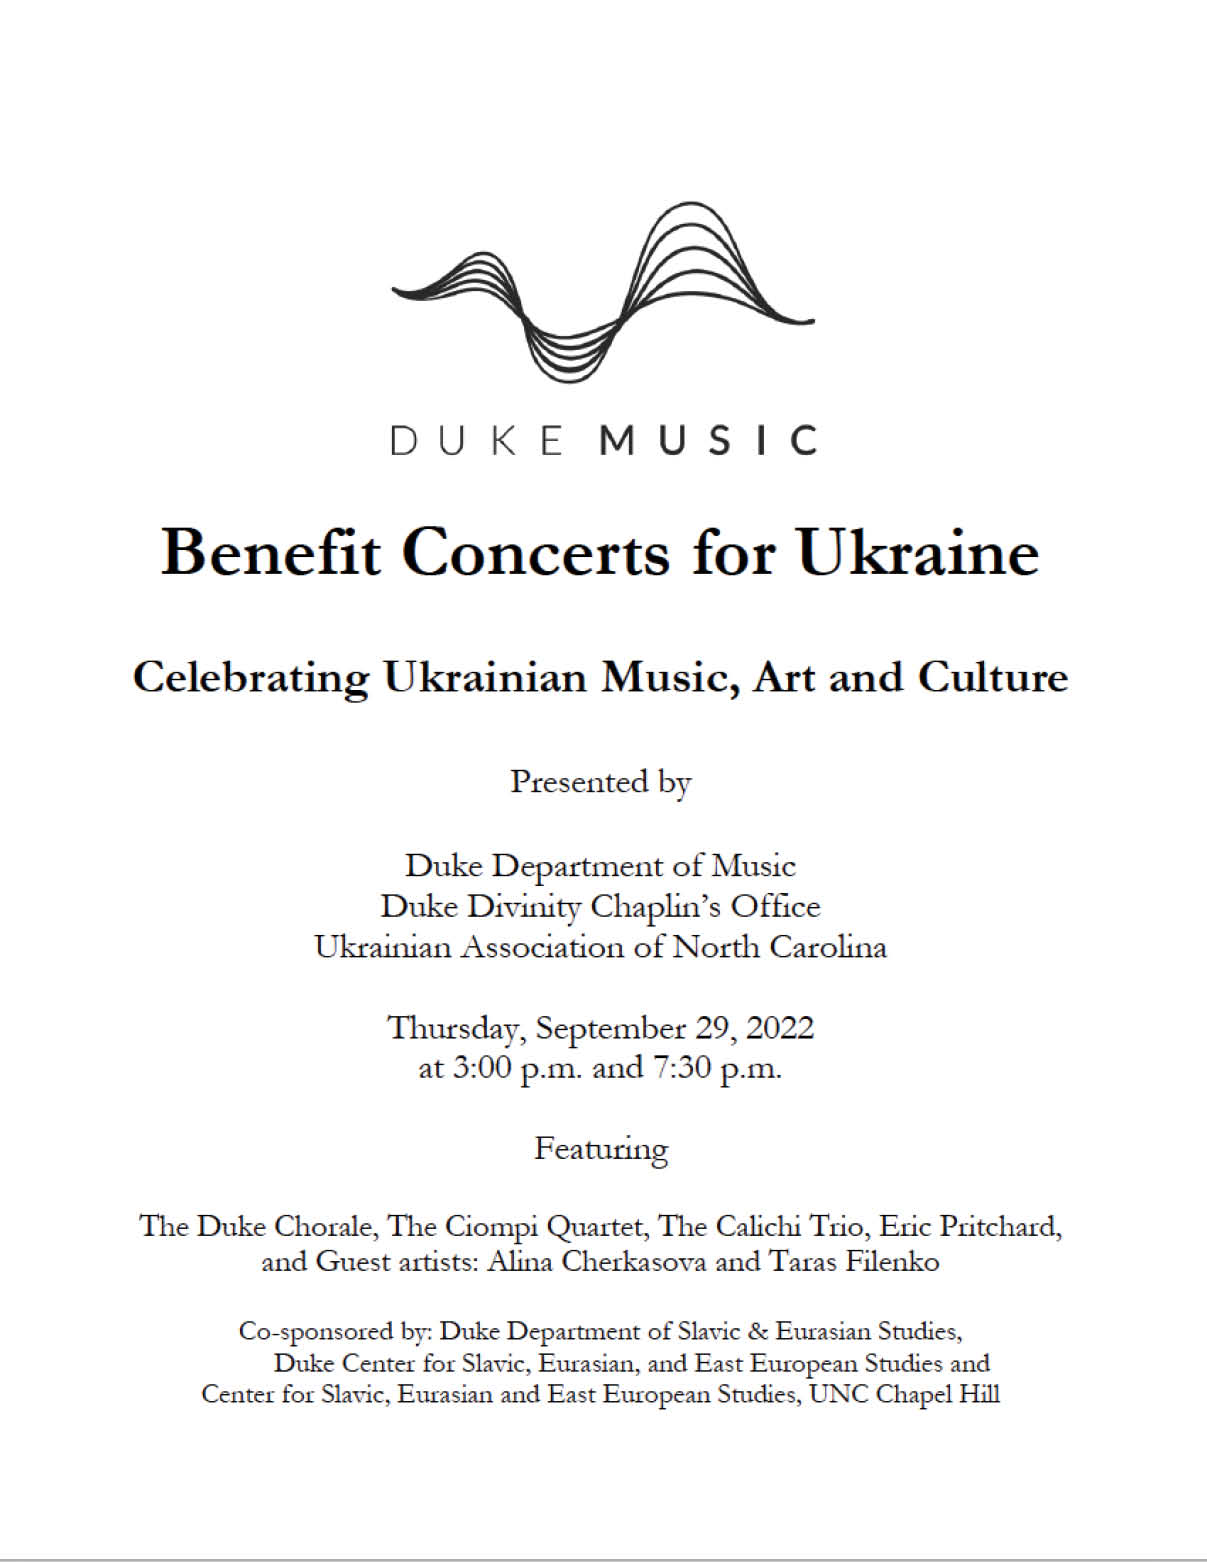 DUKE MUSIC
Benefit Concerts for Ukraine
Celebrating Ukrainian Music, Art and Culture
Presented by
Duke Department of Music
Duke Divinity Chaplin’s Office
Ukrainian Association of North Carolina
Thursday, September 29, 2022
at 3:00 p.m. and 7:30 p.m.
Featuring
The Duke Chorale, The Ciompi Quartet, The Calichi Trio, Eric Pritchard,
and Guest artists: Alina Cherkasova and Taras Filenko
Co-sponsored by: Duke Department of Slavic & Eurasian Studies,
Duke Center for Slavic, Eurasian, and East European Studies and
Center for Slavic, Eurasian and East European Studies, UNC Chapel Hill